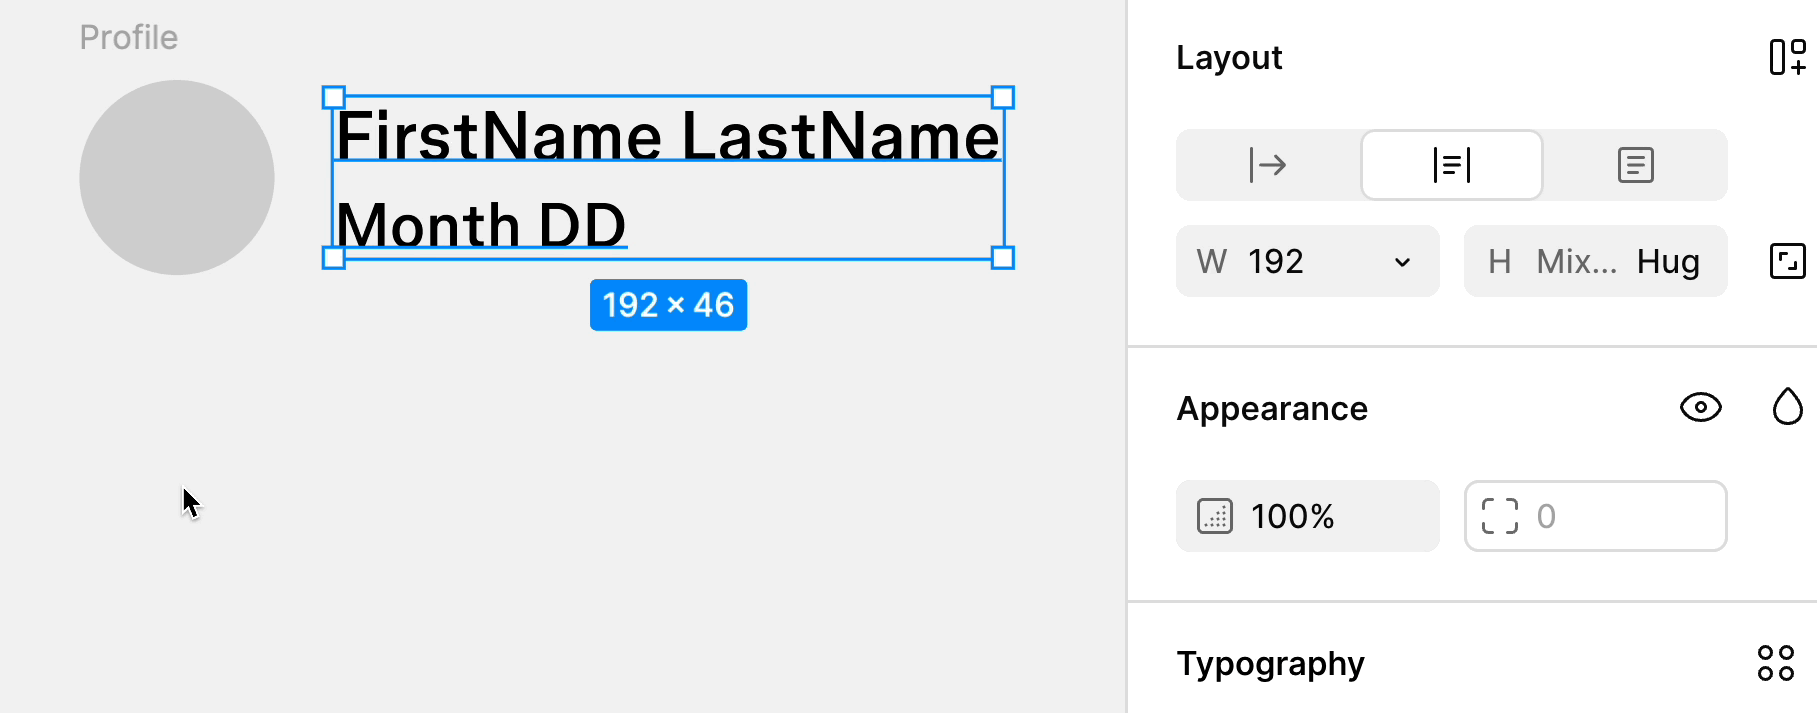 Profile
FirstName LastName
Month DD
192 × 46
Layout
W 192
H Mix... Hug
Appearance
100%
0
Typography